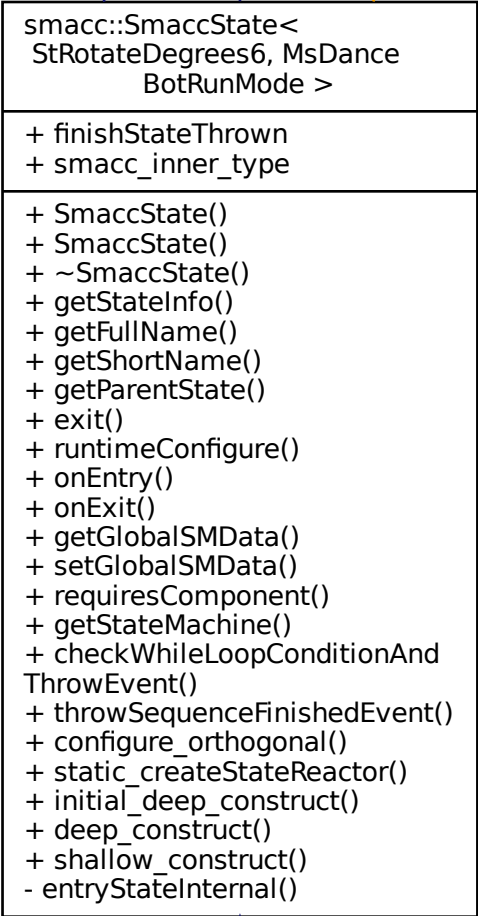 smacc::SmaccState<
StRotateDegrees6, MsDance
BotRunMode >
+ finishStateThrown
+ smacc_inner_type
+ SmaccState()
+ SmaccState()
+ ~SmaccState()
+ getStateInfo()
+ getFullName()
+ getShortName()
+ getParentState()
+ exit()
+ runtimeConfigure()
+ onEntry()
+ onExit()
+ getGlobalSMData()
+ setGlobalSMData()
+ requiresComponent()
+ getStateMachine()
+ checkWhileLoopConditionAnd
ThrowEvent()
+ throwSequenceFinishedEvent()
+ configure_orthogonal()
+ static_createStateReactor()
+ initial_deep_construct()
+ deep_construct()
+ shallow_construct()
- entryStateInternal()